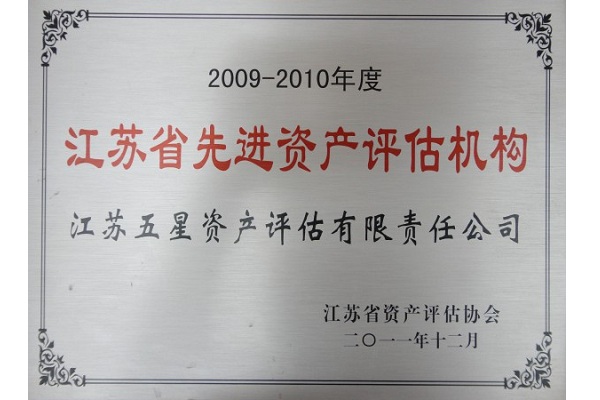 2009-2010年度
江苏省先进资产评估机构
江苏五星资产评估有限责任公司
江苏省资产评估协会
二〇一一年十二月